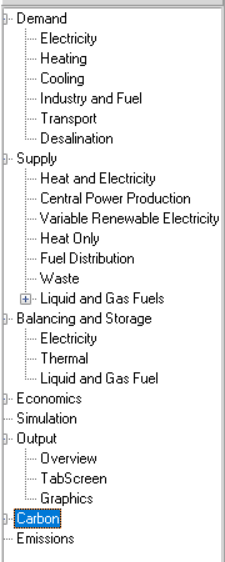 Demand
Electricity
Heating
Cooling
Industry and Fuel
Transport
Desalination
Supply
Heat and Electricity
Central Power Production
Variable Renewable Electricity
Heat Only
Fuel Distribution
Waste
Liquid and Gas Fuels
Balancing and Storage
Electricity
Thermal
Liquid and Gas Fuel
Economics
Simulation
Output
Overview
TabScreen
Graphics
Carbon
Emissions